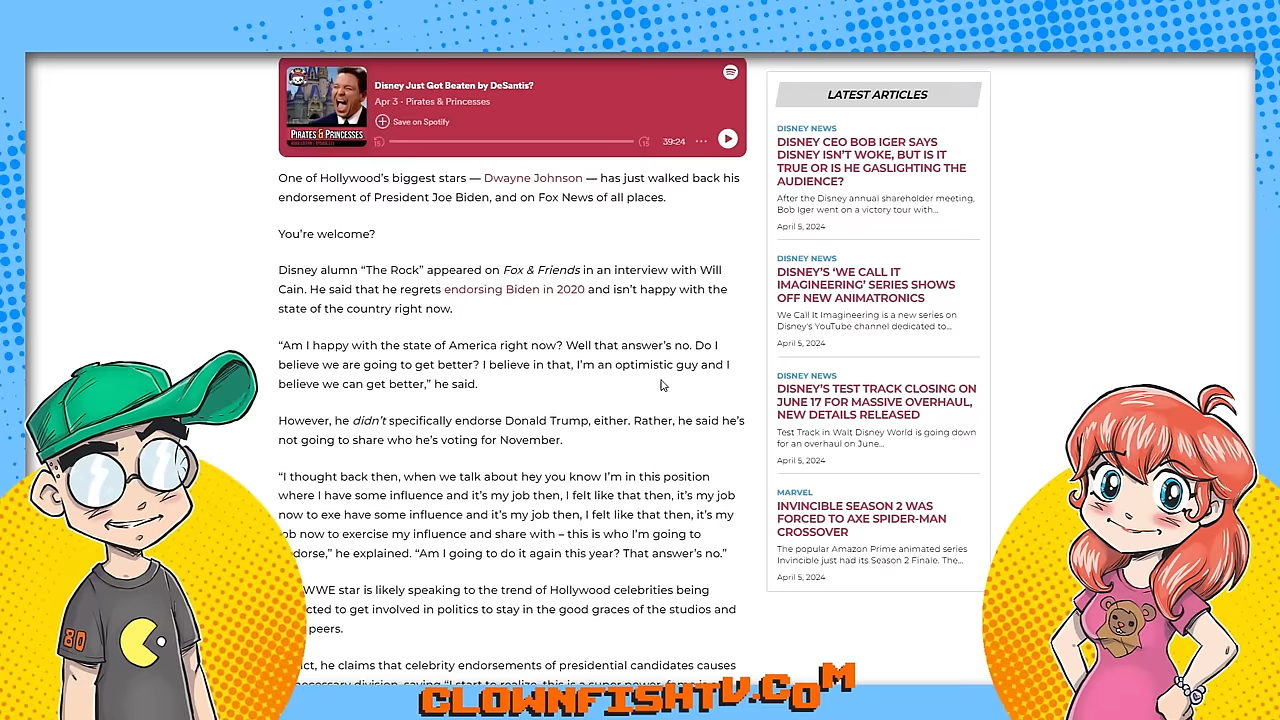 Disney Just Got Beaten by DeSantis?
Apr 3 · Pirates & Princesses
Save on Spotify
PIRATES & PRINCESSES
15
15
39:24
One of Hollywood's biggest stars — Dwayne Johnson — has just walked back his
endorsement of President Joe Biden, and on Fox News of all places.
You're welcome?
Disney alumn “The Rock” appeared on Fox & Friends in an interview with Will
Cain. He said that he regrets endorsing Biden in 2020 and isn't happy with the
state of the country right now.
“Am I happy with the state of America right now? Well that answer's no. Do I
believe we are going to get better? I believe in that, I'm an optimistic guy and I
believe we can get better,” he said.
However, he didn't specifically endorse Donald Trump, either. Rather, he said he's
not going to share who he's voting for November.
“I thought back then, when we talk about hey you know I'm in this position
where I have some influence and it's my job then, I felt like that then, it's my job
now to exe have some influence and it's my job then, I felt like that then, it's my
ob now to exercise my influence and share with – this is who I'm going to
dorse,” he explained. “Am I going to do it again this year? That answer's no.”
WWE star is likely speaking to the trend of Hollywood celebrities being
cted to get involved in politics to stay in the good graces of the studios and
peers.
ct, he claims that celebrity endorsements of presidential candidates causes
LATEST ARTICLES
DISNEY NEWS
DISNEY CEO BOB IGER SAYS
DISNEY ISN'T WOKE, BUT IS IT
TRUE OR IS HE GASLIGHTING THE
AUDIENCE?
After the Disney annual shareholder meeting,
Bob Iger went on a victory tour with...
April 5, 2024
DISNEY NEWS
DISNEY'S ‘WE CALL IT
IMAGINEERING’ SERIES SHOWS
OFF NEW ANIMATRONICS
We Call It Imagineering is a new series on
Disney's YouTube channel dedicated to...
April 5, 2024
DISNEY NEWS
DISNEY'S TEST TRACK CLOSING ON
JUNE 17 FOR MASSIVE OVERHAUL,
NEW DETAILS RELEASED
Test Track in Walt Disney World is going down
for an overhaul on June...
April 5, 2024
MARVEL
INVINCIBLE SEASON 2 WAS
FORCED TO AXE SPIDER-MAN
CROSSOVER
The popular Amazon Prime animated series
Invincible just had its Season 2 Finale. The...
April 5, 2024
80
CLOWNFISHTV.COM